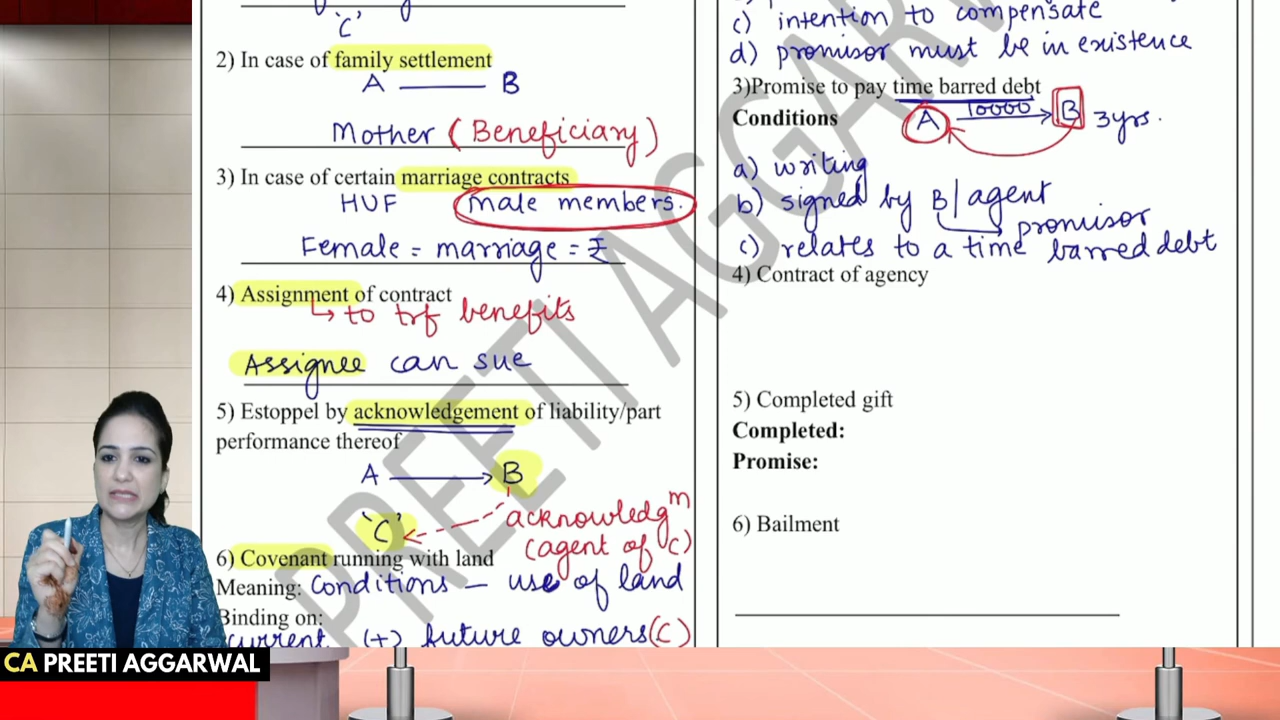 'C'
2) In case of family settlement
A —— B
Mother (Beneficiary)
3) In case of certain marriage contracts
HUF male members.
Female = marriage = ₹
4) Assignment of contract
↳ to trf benefits
Assignee can sue
5) Estoppel by acknowledgement of liability/part
performance thereof
A ——→ B
'C' acknowledgm
(agent of C)
6) Covenant running with land
Meaning: Conditions – use of land
Binding on:
current (+) future owners (C)
c) intention to compensate
d) promisor must be in existence
3)Promise to pay time barred debt
Conditions A 10000 → B 3yrs.
a) writing
b) signed by B/agent
promisor
c) relates to a time barred debt
4) Contract of agency
5) Completed gift
Completed:
Promise:
6) Bailment
PREETI AGGARW
CA PREETI AGGARWAL